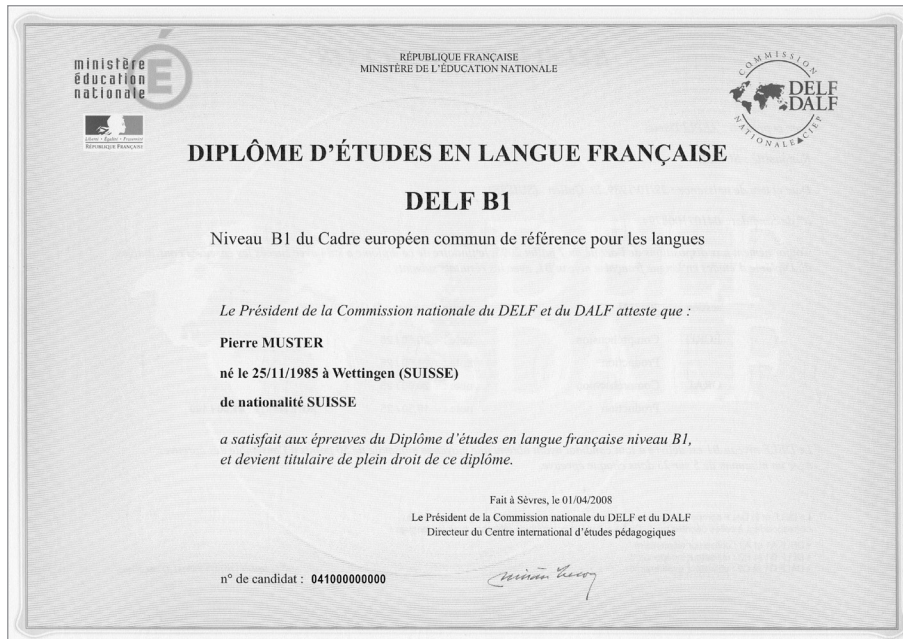 ministère
éducation
nationale
É
Liberté • Égalité • Fraternité
RÉPUBLIQUE FRANÇAISE
RÉPUBLIQUE FRANÇAISE
MINISTÈRE DE L'ÉDUCATION NATIONALE
COMMISSION
DELF
DALF
NATIONALE
CIEP
DIPLÔME D'ÉTUDES EN LANGUE FRANÇAISE
DELF B1
Niveau B1 du Cadre européen commun de référence pour les langues
Le Président de la Commission nationale du DELF et du DALF atteste que :
Pierre MUSTER
né le 25/11/1985 à Wettingen (SUISSE)
de nationalité SUISSE
a satisfait aux épreuves du Diplôme d'études en langue française niveau B1,
et devient titulaire de plein droit de ce diplôme.
Fait à Sèvres, le 01/04/2008
Le Président de la Commission nationale du DELF et du DALF
Directeur du Centre international d'études pédagogiques
n° de candidat : 041000000000